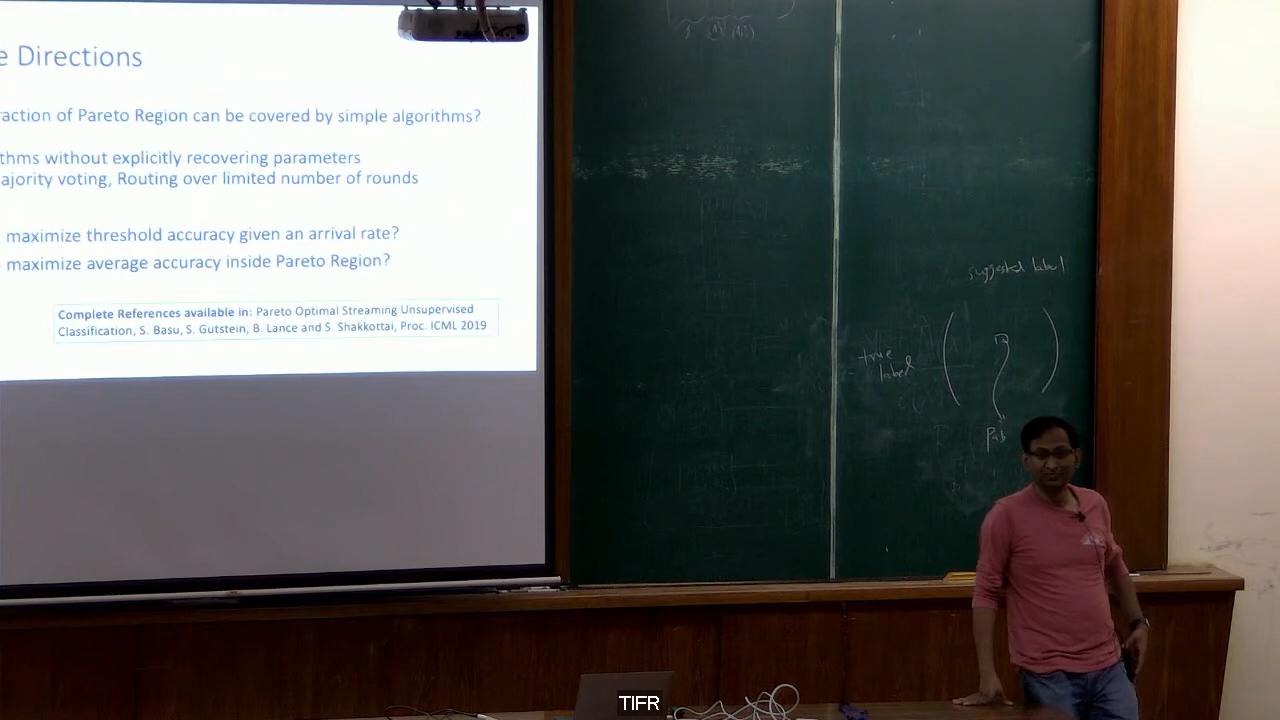 e Directions
raction of Pareto Region can be covered by simple algorithms?
thms without explicitly recovering parameters
ajority voting, Routing over limited number of rounds
maximize threshold accuracy given an arrival rate?
maximize average accuracy inside Pareto Region?
Complete References available in: Pareto Optimal Streaming Unsupervised
Classification, S. Basu, S. Gutstein, B. Lance and S. Shakkottai, Proc. ICML 2019
suggested label
true
label
TIFR